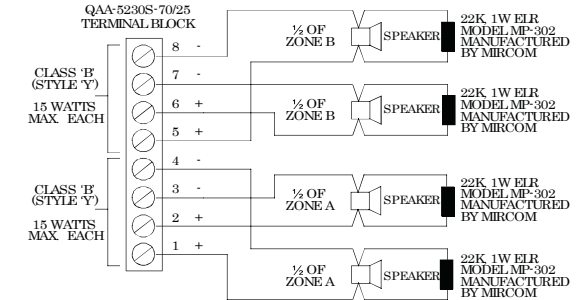 QAA-5230S-70/25
TERMINAL BLOCK
8 -
7 -
6 +
5 +
4 -
3 -
2 +
1 +
CLASS 'B'
(STYLE 'Y')
15 WATTS
MAX. EACH
CLASS 'B'
(STYLE 'Y')
15 WATTS
MAX. EACH
½ OF
ZONE B
SPEAKER
22K, 1W ELR
MODEL MP-302
MANUFACTURED
BY MIRCOM
½ OF
ZONE B
SPEAKER
22K, 1W ELR
MODEL MP-302
MANUFACTURED
BY MIRCOM
½ OF
ZONE A
SPEAKER
22K, 1W ELR
MODEL MP-302
MANUFACTURED
BY MIRCOM
½ OF
ZONE A
SPEAKER
22K, 1W ELR
MODEL MP-302
MANUFACTURED
BY MIRCOM